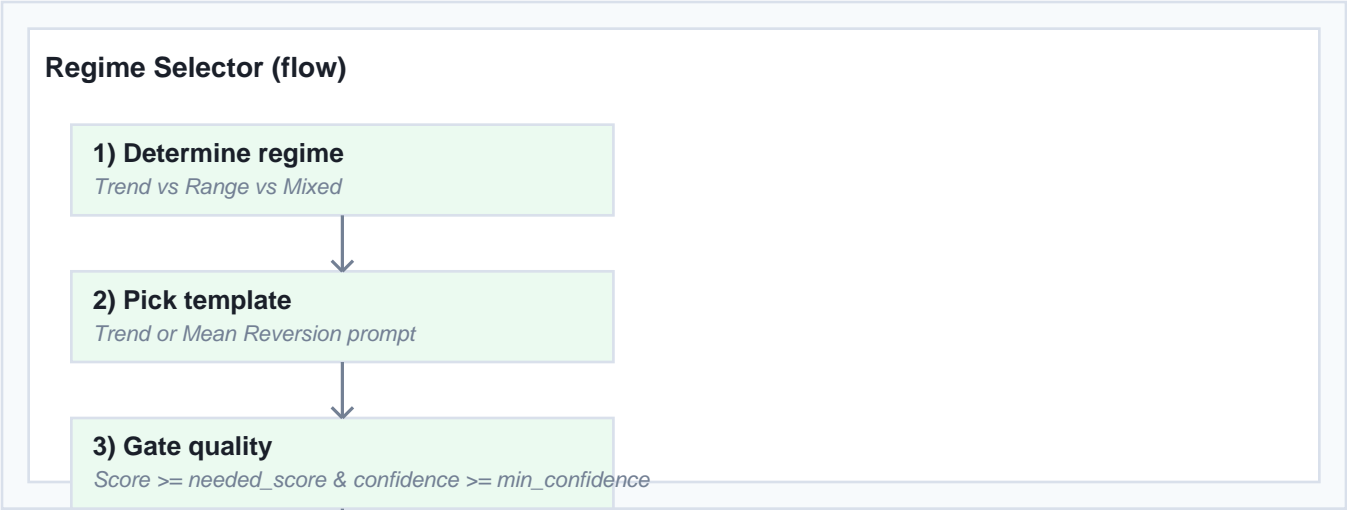 Regime Selector (flow)
1) Determine regime
Trend vs Range vs Mixed
2) Pick template
Trend or Mean Reversion prompt
3) Gate quality
Score >= needed_score & confidence >= min_confidence